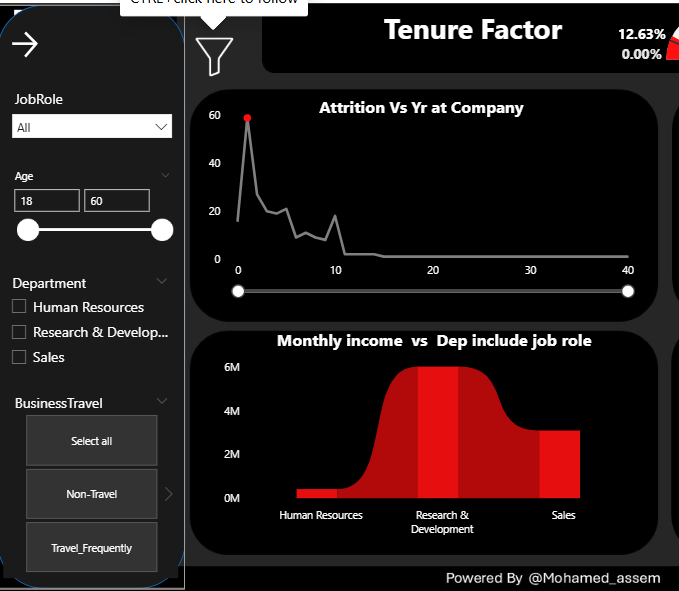 CTRL+click here to follow
Tenure Factor
12.63%
0.00%
JobRole
All
Age
18
60
Department
Human Resources
Research & Develop...
Sales
BusinessTravel
Select all
Non-Travel
Travel_Frequently
Attrition Vs Yr at Company
60
40
20
0
0 10 20 30 40
Monthly income vs Dep include job role
6M
4M
2M
0M
Human Resources Research & Sales
Development
Powered By @Mohamed_assem